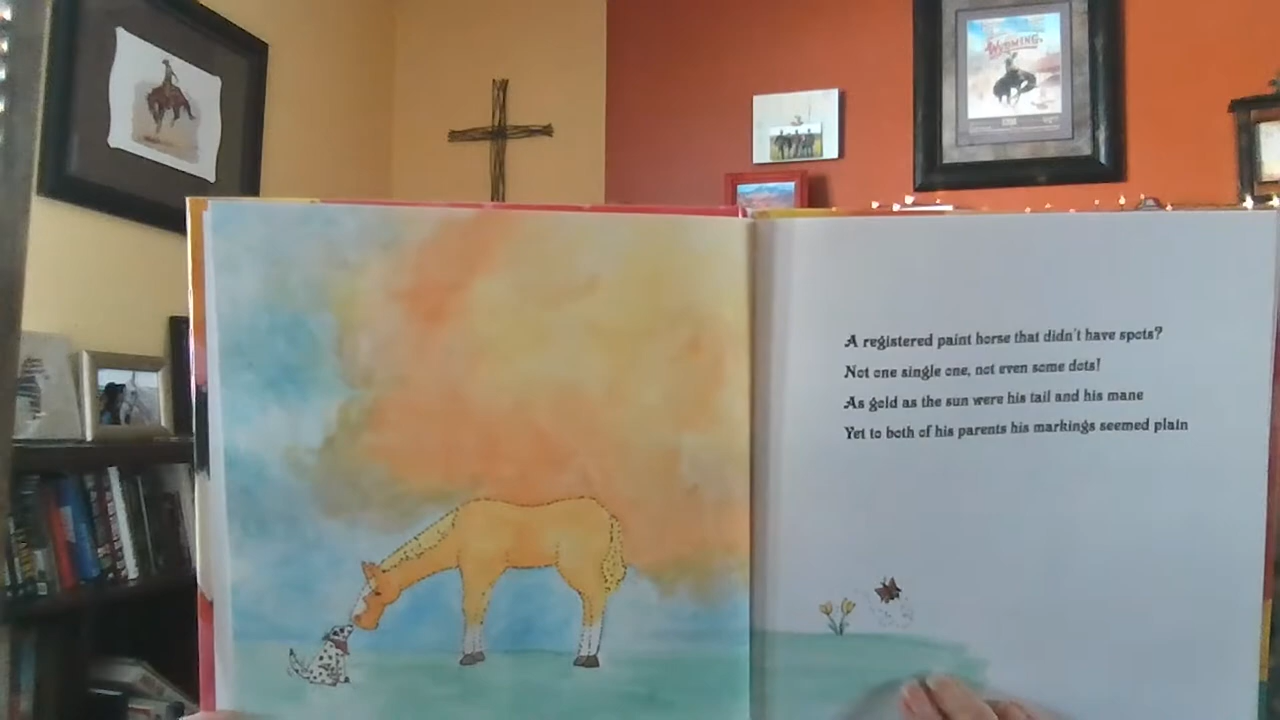 WYOMING
A registered paint horse that didn't have spots?
Not one single one, not even some dots!
As gold as the sun were his tail and his mane
Yet to both of his parents his markings seemed plain